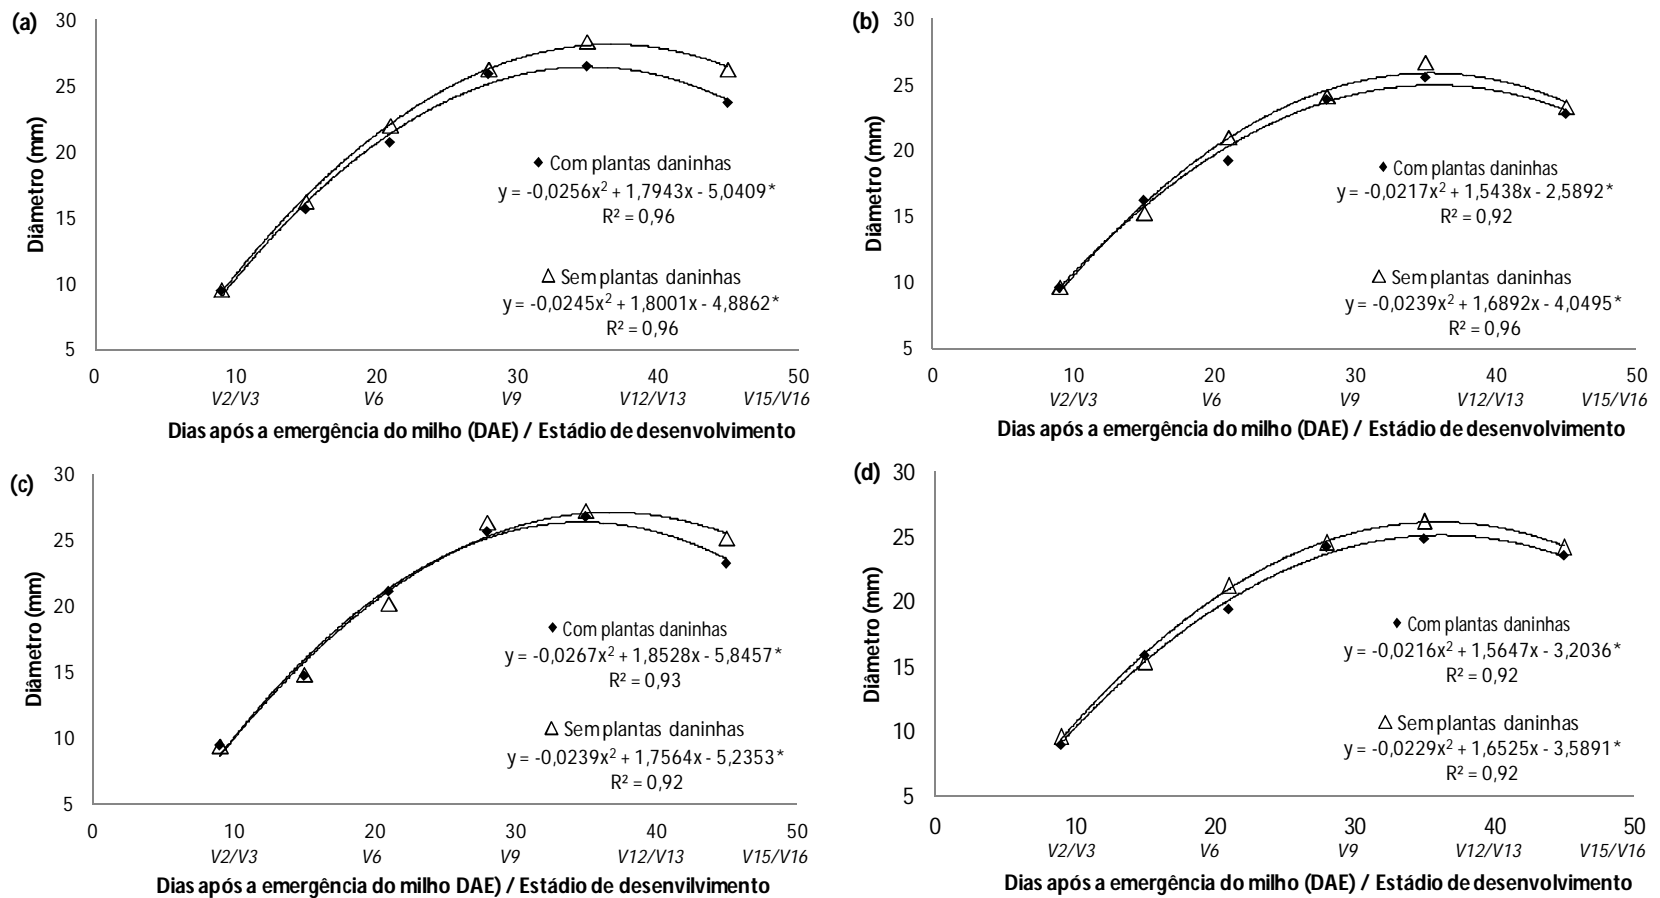 (a)
30
25
20
15
10
5
Diâmetro (mm)
Com plantas daninhas
y = -0,0256x² + 1,7943x - 5,0409*
R² = 0,96
Sem plantas daninhas
y = -0,0245x² + 1,8001x - 4,8862*
R² = 0,96
0 10 20 30 40 50
V2/V3 V6 V9 V12/V13 V15/V16
Dias após a emergência do milho (DAE) / Estádio de desenvolvimento
(b)
30
25
20
15
10
5
Diâmetro (mm)
Com plantas daninhas
y = -0,0217x² + 1,5438x - 2,5892*
R² = 0,92
Sem plantas daninhas
y = -0,0239x² + 1,6892x - 4,0495*
R² = 0,96
0 10 20 30 40 50
V2/V3 V6 V9 V12/V13 V15/V16
Dias após a emergência do milho (DAE) / Estádio de desenvolvimento
(c)
30
25
20
15
10
5
Diâmetro (mm)
Com plantas daninhas
y = -0,0267x² + 1,8528x - 5,8457*
R² = 0,93
Sem plantas daninhas
y = -0,0239x² + 1,7564x - 5,2353*
R² = 0,92
0 10 20 30 40 50
V2/V3 V6 V9 V12/V13 V15/V16
Dias após a emergência do milho DAE) / Estádio de desenvilvimento
(d)
30
25
20
15
10
5
Diâmetro (mm)
Com plantas daninhas
y = -0,0216x² + 1,5647x - 3,2036*
R² = 0,92
Sem plantas daninhas
y = -0,0229x² + 1,6525x - 3,5891*
R² = 0,92
0 10 20 30 40 50
V2/V3 V6 V9 V12/V13 V15/V16
Dias após a emergência do milho (DAE) / Estádio de desenvolvimento